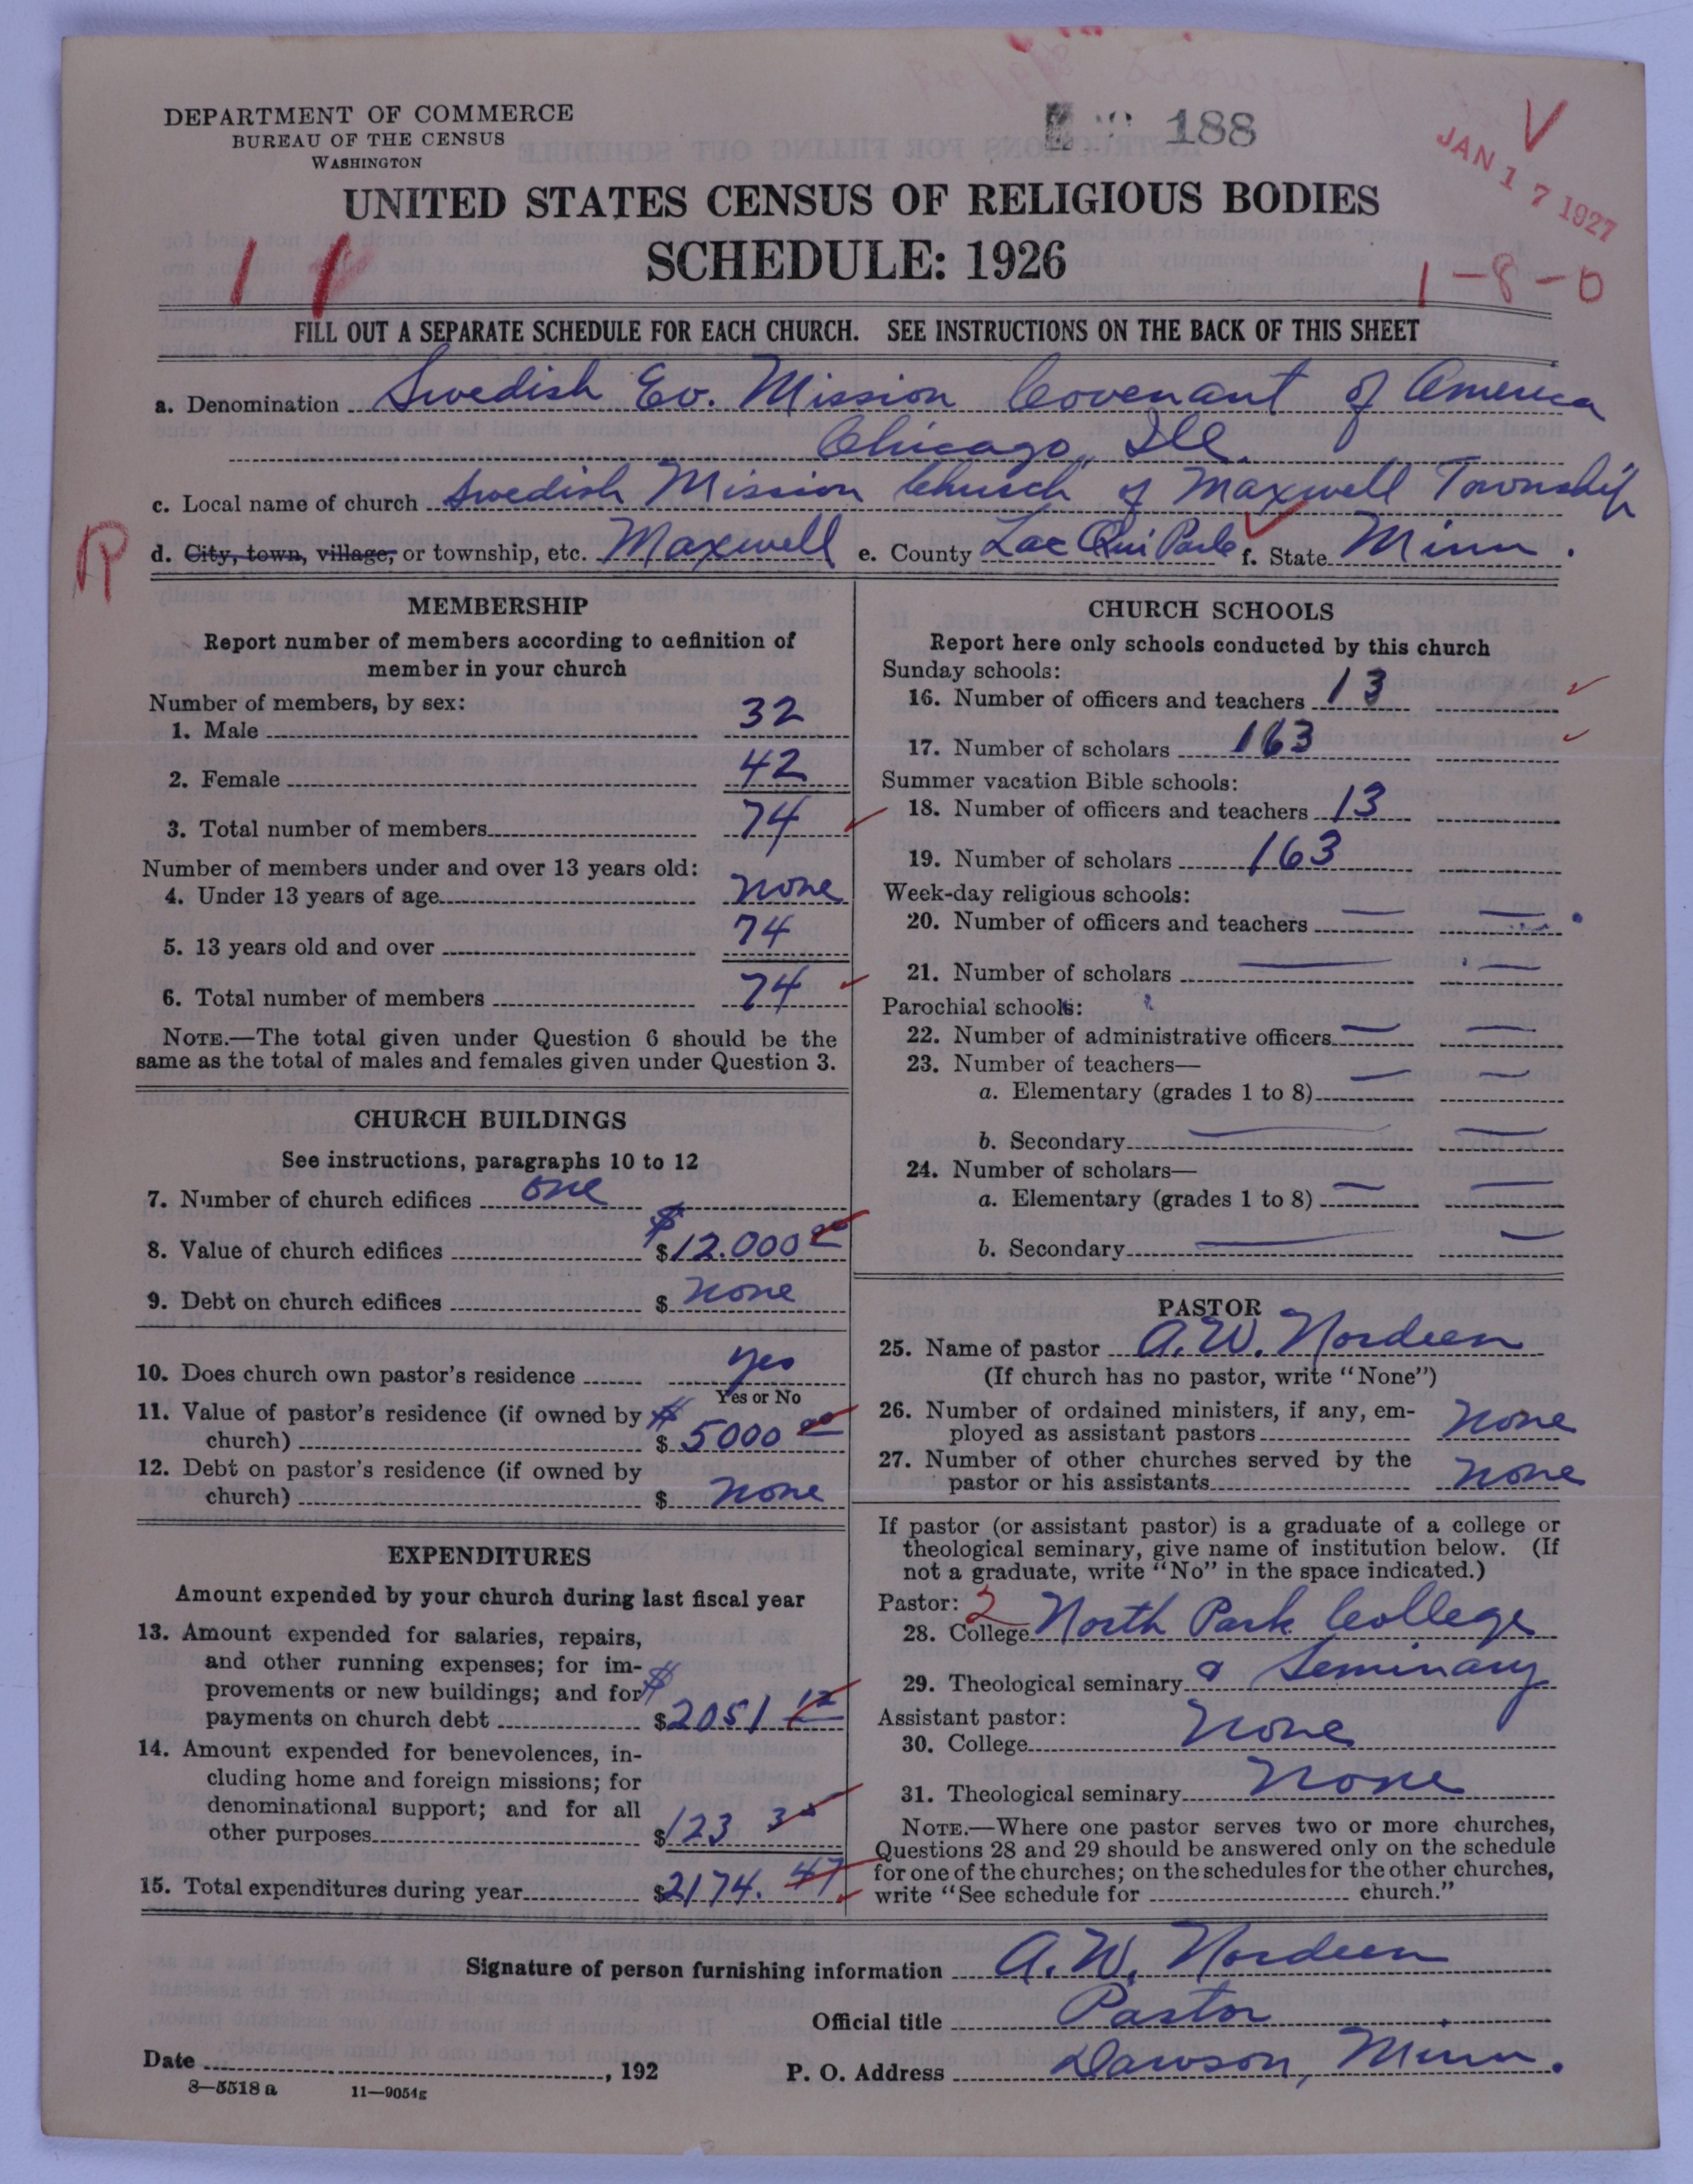 DEPARTMENT OF COMMERCE
BUREAU OF THE CENSUS
WASHINGTON
188
V
JAN 17 1927
UNITED STATES CENSUS OF RELIGIOUS BODIES
SCHEDULE: 1926
1 1
1-8-0
FILL OUT A SEPARATE SCHEDULE FOR EACH CHURCH. SEE INSTRUCTIONS ON THE BACK OF THIS SHEET
a. Denomination Swedish Ev. Mission Covenant of America
Chicago, Ill.
c. Local name of church Swedish Mission Church of Maxwell Township
R
d. City, town, village, or township, etc. Maxwell e. County Lac Qui Parle f. State Minn.
MEMBERSHIP
Report number of members according to definition of
member in your church
Number of members, by sex:
1. Male 32
2. Female 42
3. Total number of members 74
Number of members under and over 13 years old:
4. Under 13 years of age none
5. 13 years old and over 74
6. Total number of members 74
NOTE.—The total given under Question 6 should be the
same as the total of males and females given under Question 3.
CHURCH BUILDINGS
See instructions, paragraphs 10 to 12
7. Number of church edifices one
8. Value of church edifices $ $12.000 00
9. Debt on church edifices $ none
10. Does church own pastor's residence yes
Yes or No
11. Value of pastor's residence (if owned by $
church) $ 5000 00
12. Debt on pastor's residence (if owned by
church) $ none
EXPENDITURES
Amount expended by your church during last fiscal year
13. Amount expended for salaries, repairs,
and other running expenses; for im-
provements or new buildings; and for $
payments on church debt $2051 12
14. Amount expended for benevolences, in-
cluding home and foreign missions; for
denominational support; and for all
other purposes $123 35
15. Total expenditures during year $2174. 47
CHURCH SCHOOLS
Report here only schools conducted by this church
Sunday schools:
16. Number of officers and teachers 13
17. Number of scholars 163
Summer vacation Bible schools:
18. Number of officers and teachers 13
19. Number of scholars 163
Week-day religious schools:
20. Number of officers and teachers — —
21. Number of scholars — —
Parochial schools:
22. Number of administrative officers — —
23. Number of teachers—
a. Elementary (grades 1 to 8) — —
b. Secondary — —
24. Number of scholars—
a. Elementary (grades 1 to 8) — —
b. Secondary — —
PASTOR
25. Name of pastor A. W. Nordeen
(If church has no pastor, write "None")
26. Number of ordained ministers, if any, em-
ployed as assistant pastors none
27. Number of other churches served by the
pastor or his assistants none
If pastor (or assistant pastor) is a graduate of a college or
theological seminary, give name of institution below. (If
not a graduate, write "No" in the space indicated.)
Pastor: 2
28. College North Park College
29. Theological seminary & Seminary
Assistant pastor:
30. College None
31. Theological seminary None
NOTE.—Where one pastor serves two or more churches,
Questions 28 and 29 should be answered only on the schedule
for one of the churches; on the schedules for the other churches,
write "See schedule for church."
Signature of person furnishing information A. W. Nordeen
Official title Pastor
Date , 192 P. O. Address Dawson, Minn.
8—5518 a 11—9054g